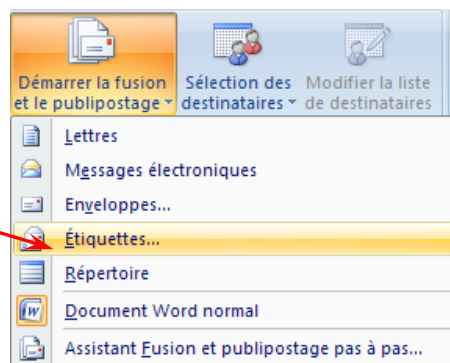 Démarrer la fusion
et le publipostage
Sélection des
destinataires
Modifier la liste
de destinataires
Lettres
Messages électroniques
Enveloppes...
Étiquettes...
Répertoire
Document Word normal
Assistant Fusion et publipostage pas à pas...